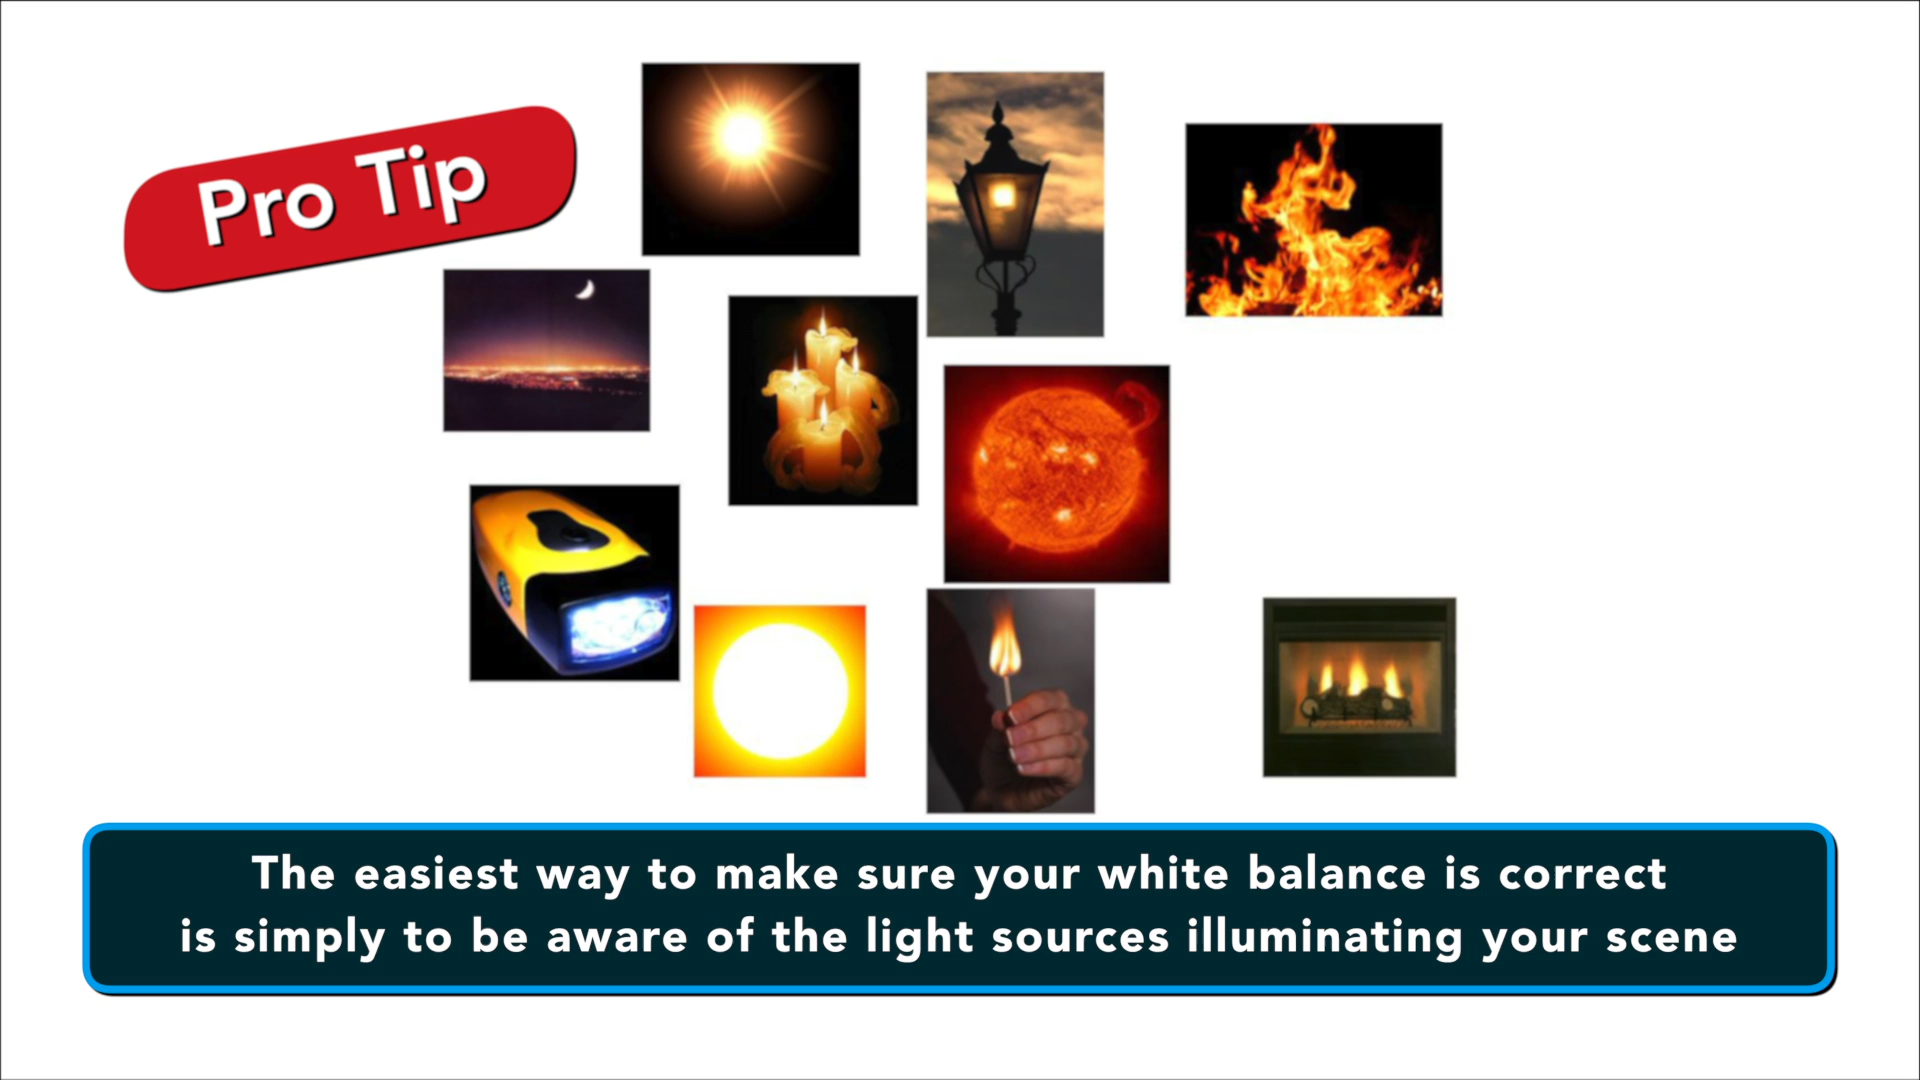 Pro Tip
The easiest way to make sure your white balance is correct
is simply to be aware of the light sources illuminating your scene